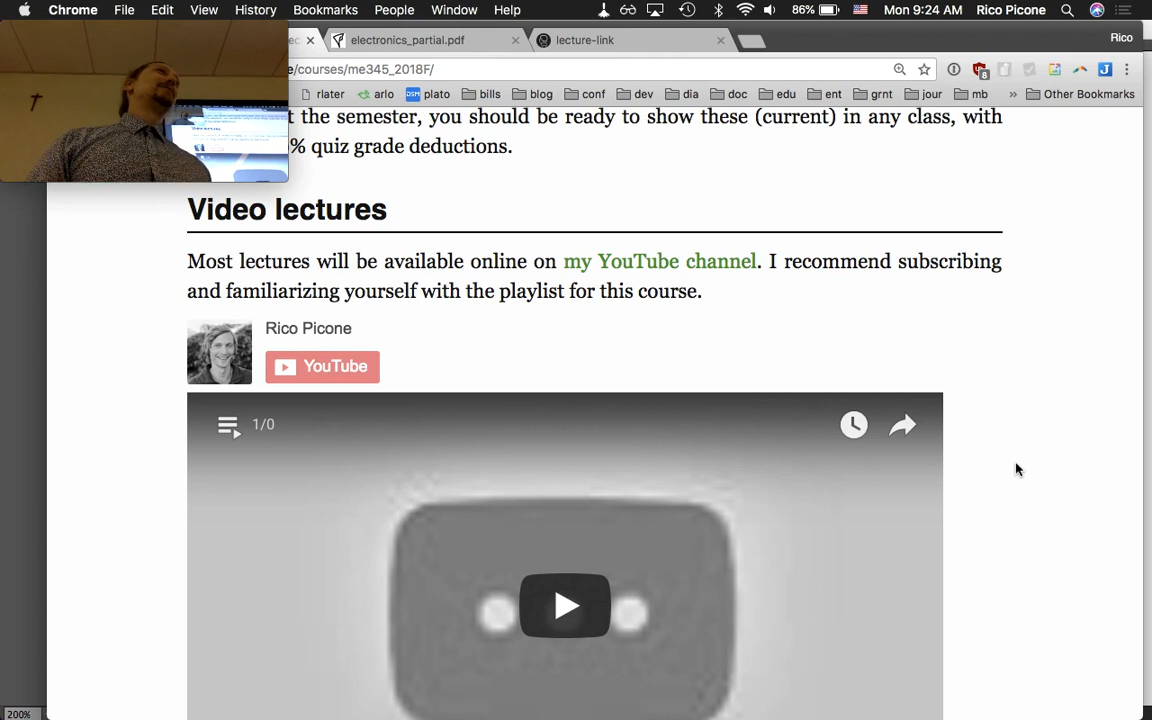 Chrome File Edit View History Bookmarks People Window Help 86% Mon 9:24 AM Rico Picone
electronics_partial.pdf lecture-link Rico
e/courses/me345_2018F/ 8
rlater arlo DSM plato bills blog conf dev dia doc edu ent grnt jour mb » Other Bookmarks
t the semester, you should be ready to show these (current) in any class, with
% quiz grade deductions.
Video lectures
Most lectures will be available online on my YouTube channel. I recommend subscribing
and familiarizing yourself with the playlist for this course.
Rico Picone
YouTube
1/0
200%